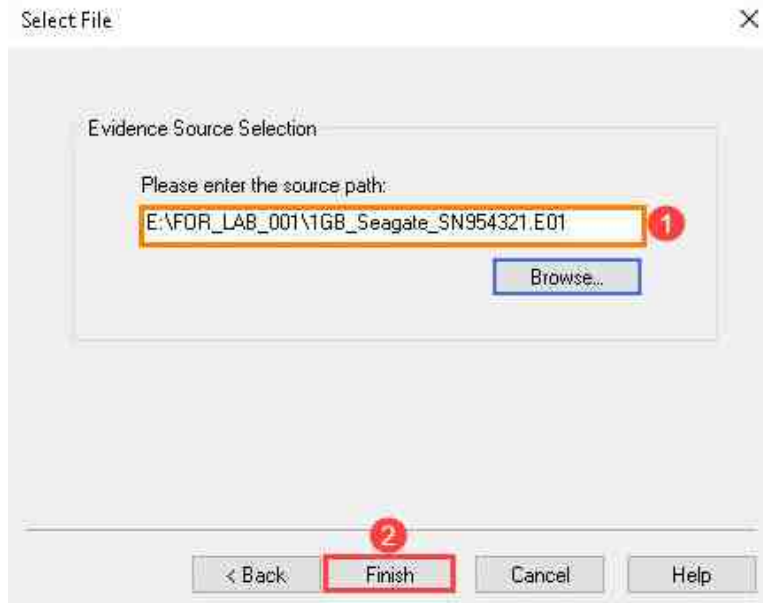 Select File
Evidence Source Selection
Please enter the source path:
E:\FOR_LAB_001\1GB_Seagate_SN954321.E01
1
Browse...
2
< Back Finish Cancel Help